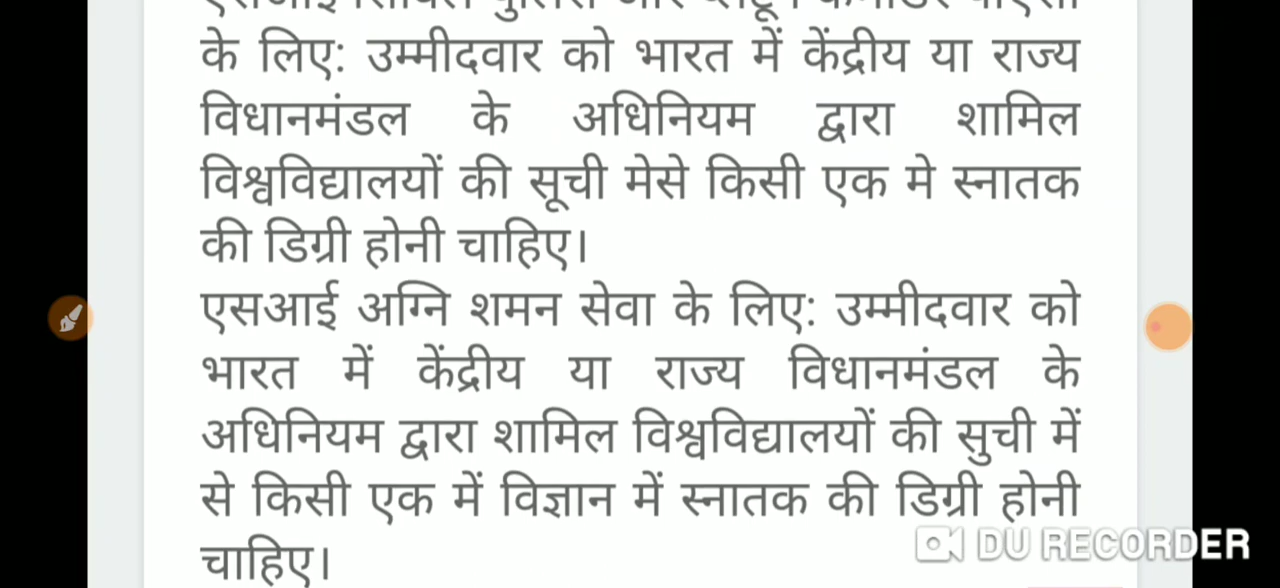 के लिए: उम्मीदवार को भारत में केंद्रीय या राज्य
विधानमंडल के अधिनियम द्वारा शामिल
विश्वविद्यालयों की सूची मेसे किसी एक मे स्नातक
की डिग्री होनी चाहिए।
एसआई अग्नि शमन सेवा के लिए: उम्मीदवार को
भारत में केंद्रीय या राज्य विधानमंडल के
अधिनियम द्वारा शामिल विश्वविद्यालयों की सुची में
से किसी एक में विज्ञान में स्नातक की डिग्री होनी
चाहिए।
DU RECORDER